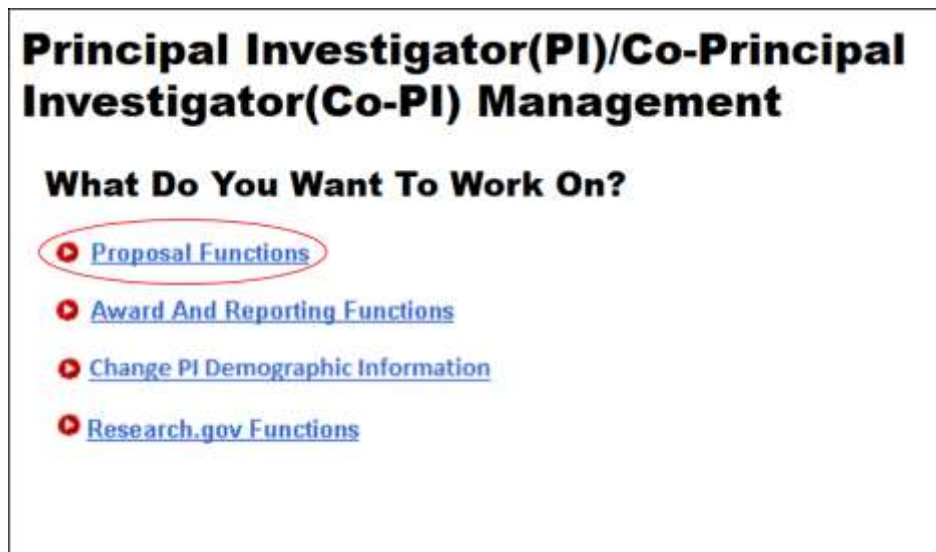 Principal Investigator(PI)/Co-Principal
Investigator(Co-PI) Management
What Do You Want To Work On?
Proposal Functions
Award And Reporting Functions
Change PI Demographic Information
Research.gov Functions